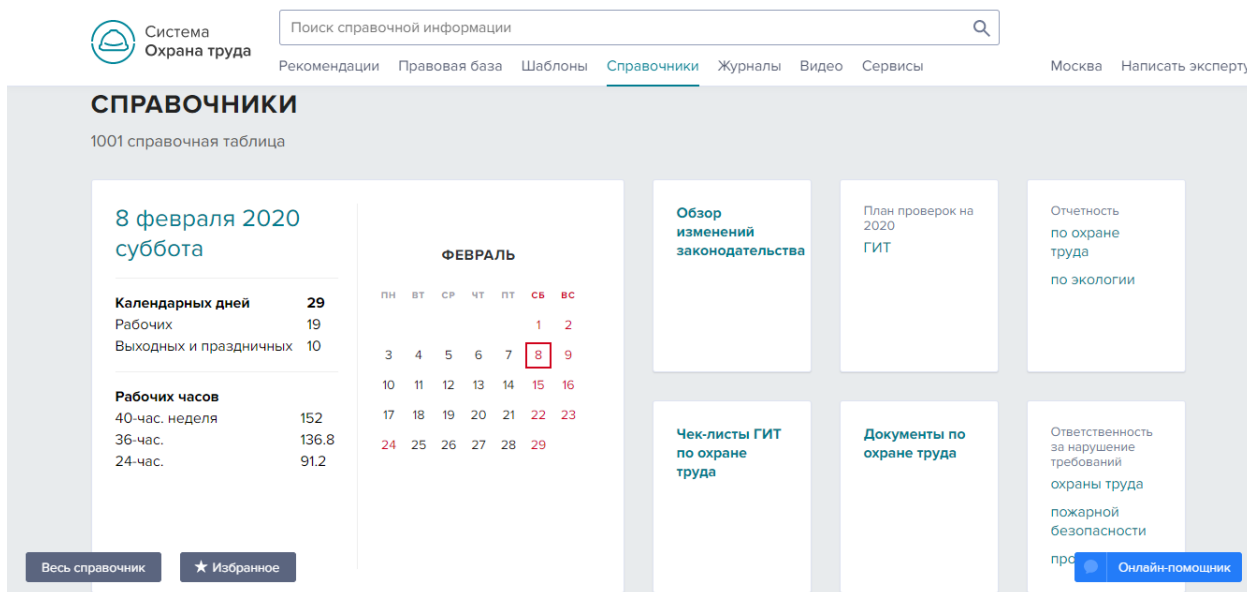 Система
Охрана труда
Поиск справочной информации
Рекомендации Правовая база Шаблоны Справочники Журналы Видео Сервисы Москва Написать эксперту
СПРАВОЧНИКИ
1001 справочная таблица
8 февраля 2020
суббота
Календарных дней 29
Рабочих 19
Выходных и праздничных 10
Рабочих часов
40-час. неделя 152
36-час. 136.8
24-час. 91.2
ФЕВРАЛЬ
ПН ВТ СР ЧТ ПТ СБ ВС
1 2
3 4 5 6 7 8 9
10 11 12 13 14 15 16
17 18 19 20 21 22 23
24 25 26 27 28 29
Обзор
изменений
законодательства
План проверок на
2020
ГИТ
Отчетность
по охране
труда
по экологии
Чек-листы ГИТ
по охране
труда
Документы по
охране труда
Ответственность
за нарушение
требований
охраны труда
пожарной
безопасности
Весь справочник
★ Избранное
Онлайн-помощник